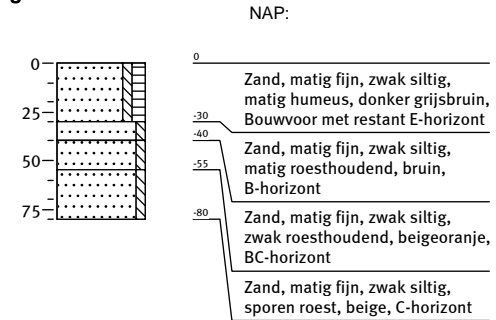 NAP:
0
25
50
75
0
Zand, matig fijn, zwak siltig,
matig humeus, donker grijsbruin,
Bouwvoor met restant E-horizont
-30
Zand, matig fijn, zwak siltig,
matig roesthoudend, bruin,
B-horizont
-40
Zand, matig fijn, zwak siltig,
zwak roesthoudend, beigeoranje,
BC-horizont
-55
Zand, matig fijn, zwak siltig,
sporen roest, beige, C-horizont
-80